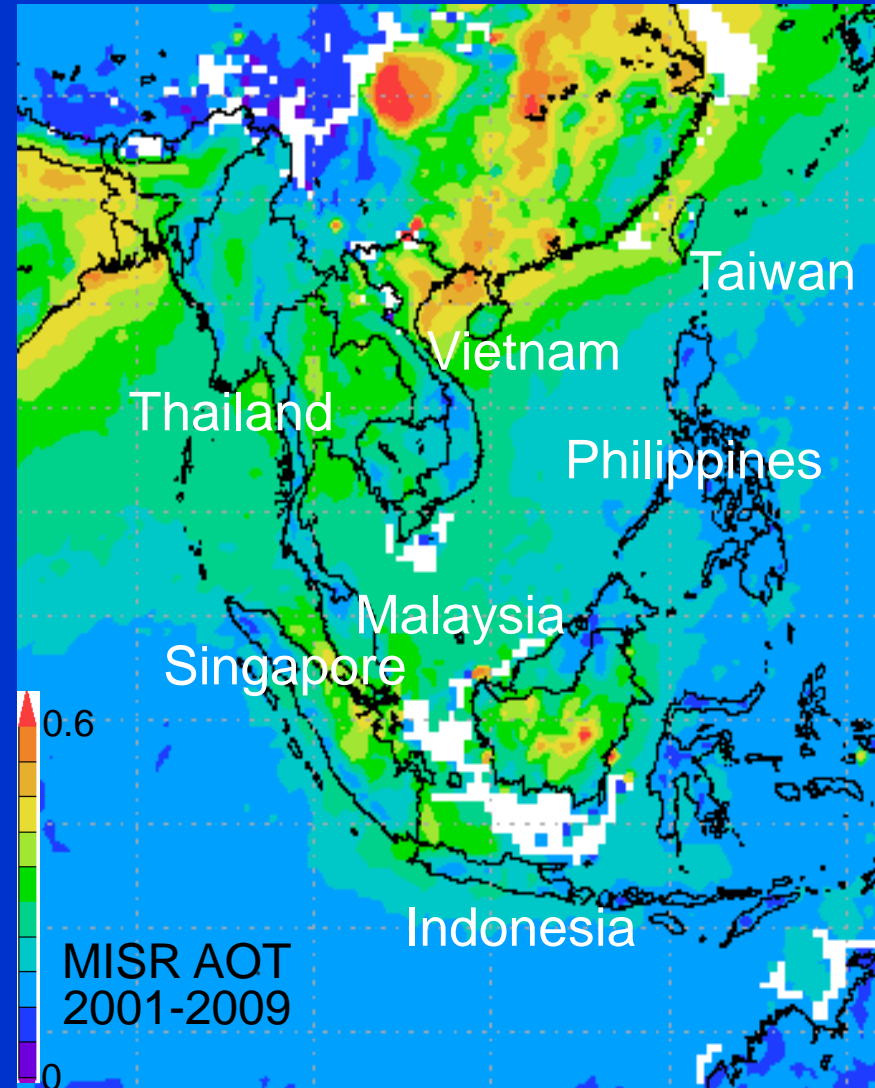 Taiwan
Vietnam
Thailand
Philippines
Malaysia
Singapore
0.6
Indonesia
MISR AOT
2001-2009
0